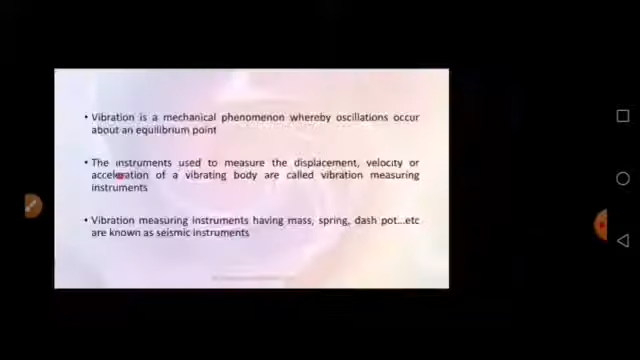 • Vibration is a mechanical phenomenon whereby oscillations occur
about an equilibrium point
• The instruments used to measure the displacement, velocity or
acceleration of a vibrating body are called vibration measuring
instruments
• Vibration measuring instruments having mass, spring, dash pot...etc
are known as seismic instruments